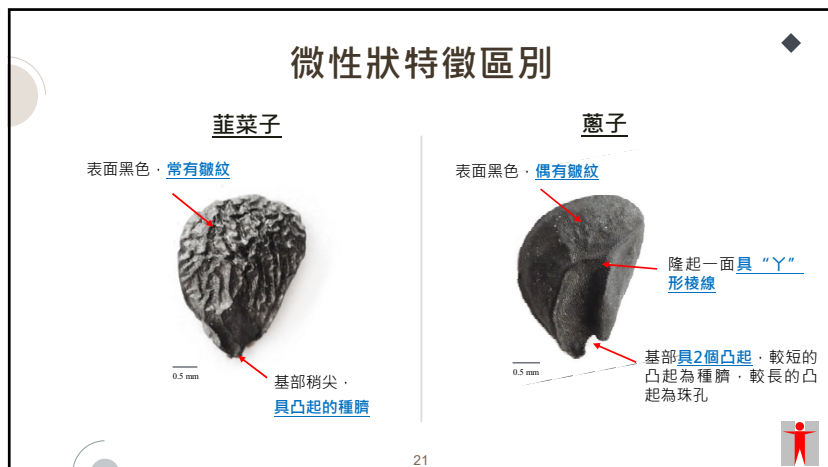 微性狀特徵區別
韮菜子
表面黑色，常有皺紋
0.5 mm
基部稍尖，
具凸起的種臍
蔥子
表面黑色，偶有皺紋
隆起一面具“丫”
形棱線
0.5 mm
基部具2個凸起，較短的
凸起為種臍，較長的凸
起為珠孔
21